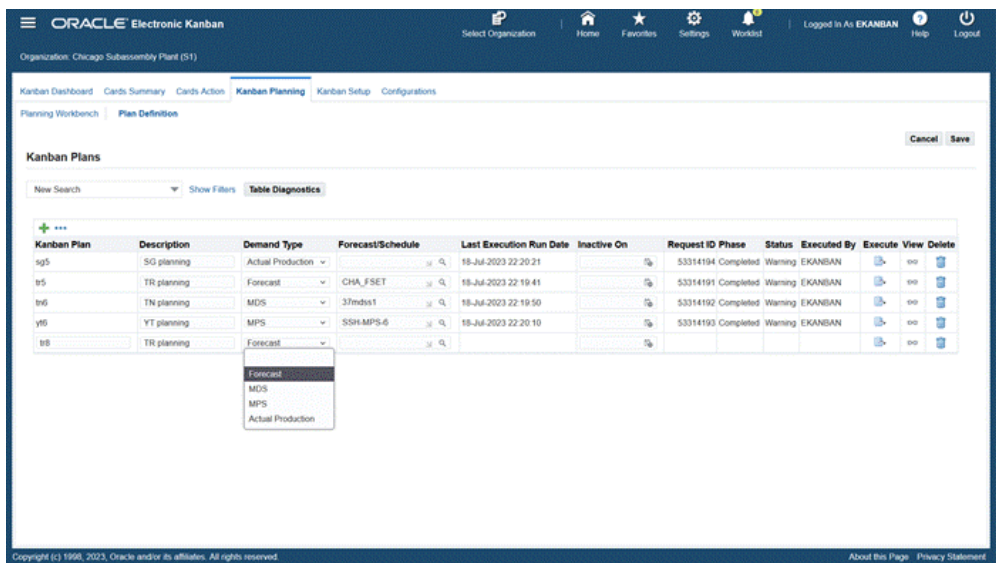 ORACLE Electronic Kanban
Select Organization
Home
Favorites
Settings
Worklist
Logged In As EKANBAN
Help
Logout
Organization: Chicago Subassembly Plant (S1)
Kanban Dashboard Cards Summary Cards Action Kanban Planning Kanban Setup Configurations
Planning Workbench Plan Definition
Cancel Save
Kanban Plans
New Search Show Filters Table Diagnostics
Kanban Plan Description Demand Type Forecast/Schedule Last Execution Run Date Inactive On Request ID Phase Status Executed By Execute View Delete
sg5 SG planning Actual Production 18-Jul-2023 22:20:21 53314194 Completed Warning EKANBAN
tr5 TR planning Forecast CHA_FSET 18-Jul-2023 22:19:41 53314191 Completed Warning EKANBAN
tn6 TN planning MDS 37mdss1 18-Jul-2023 22:19:50 53314192 Completed Warning EKANBAN
yt6 YT planning MPS SSH-MPS-6 18-Jul-2023 22:20:10 53314193 Completed Warning EKANBAN
tr8 TR planning Forecast
Forecast
MDS
MPS
Actual Production
Copyright (c) 1998, 2023, Oracle and/or its affiliates. All rights reserved. About this Page Privacy Statement